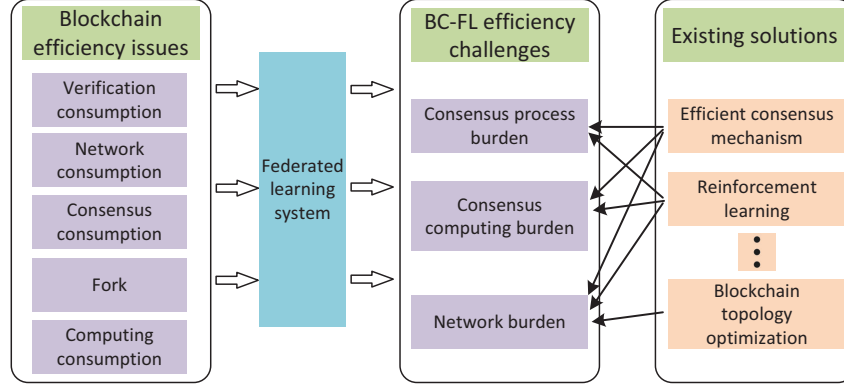 Blockchain
efficiency issues
Verification
consumption
Network
consumption
Consensus
consumption
Fork
Computing
consumption
Federated
learning
system
BC-FL efficiency
challenges
Consensus process
burden
Consensus
computing burden
Network burden
Existing solutions
Efficient consensus
mechanism
Reinforcement
learning
Blockchain
topology
optimization